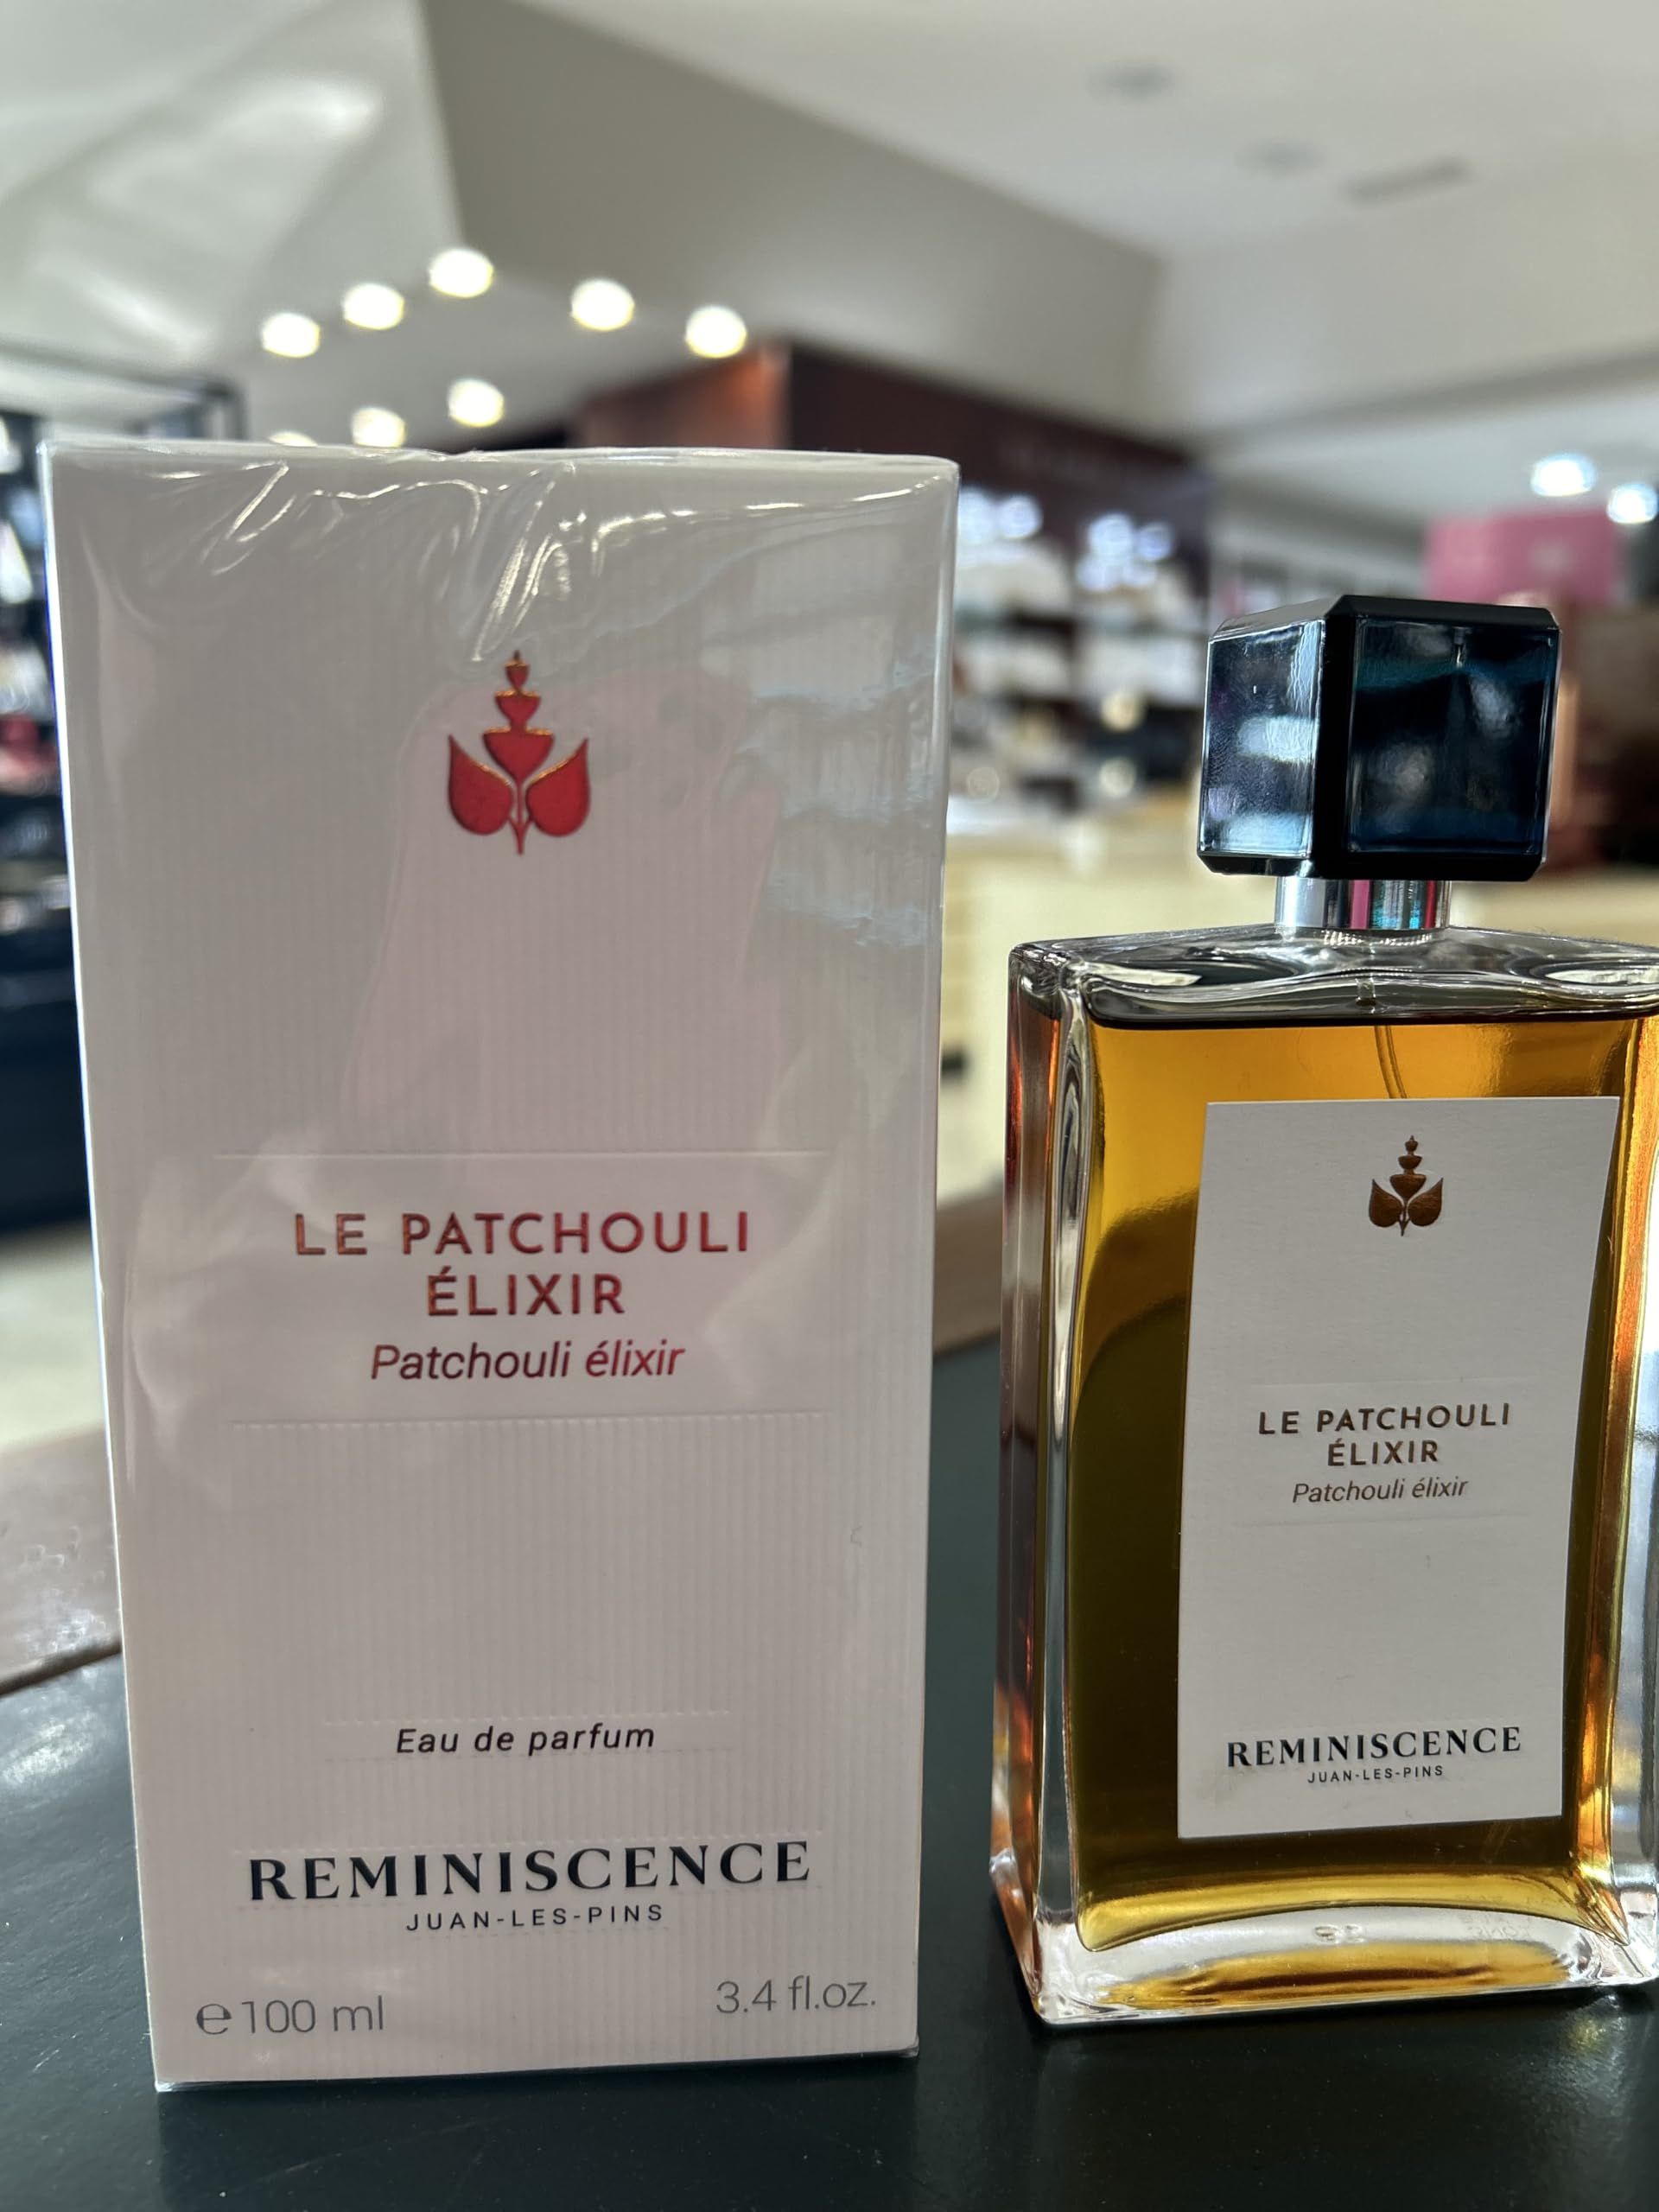 LE PATCHOULI
ÉLIXIR
Patchouli élixir
Eau de parfum
REMINISCENCE
JUAN-LES-PINS
e 100 ml
3.4 fl.oz.
LE PATCHOULI
ÉLIXIR
Patchouli élixir
REMINISCENCE
JUAN-LES-PINS